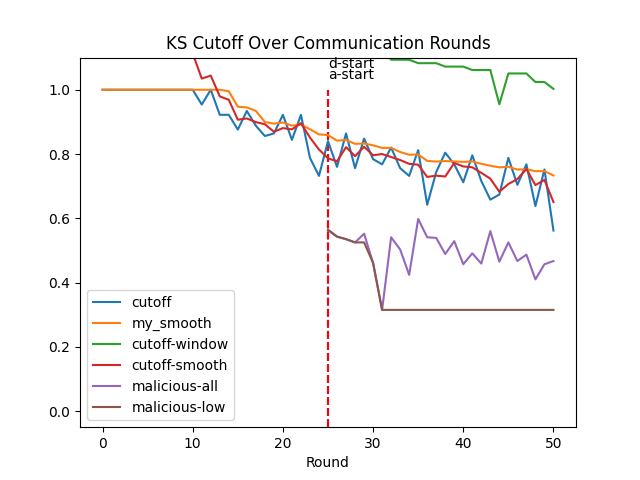 KS Cutoff Over Communication Rounds
d-start
a-start
1.0
0.8
0.6
0.4
0.2
0.0
cutoff
my_smooth
cutoff-window
cutoff-smooth
malicious-all
malicious-low
0 10 20 30 40 50
Round